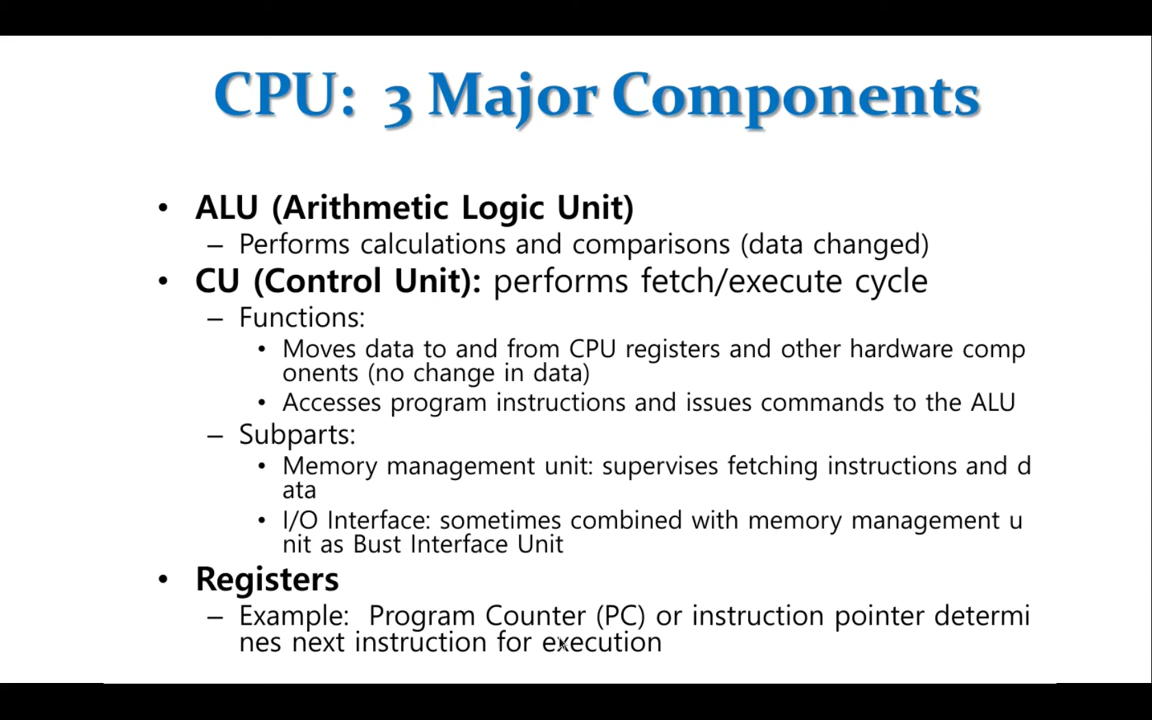 CPU: 3 Major Components
• ALU (Arithmetic Logic Unit)
– Performs calculations and comparisons (data changed)
• CU (Control Unit): performs fetch/execute cycle
– Functions:
• Moves data to and from CPU registers and other hardware comp
onents (no change in data)
• Accesses program instructions and issues commands to the ALU
– Subparts:
• Memory management unit: supervises fetching instructions and d
ata
• I/O Interface: sometimes combined with memory management u
nit as Bust Interface Unit
• Registers
– Example: Program Counter (PC) or instruction pointer determi
nes next instruction for execution